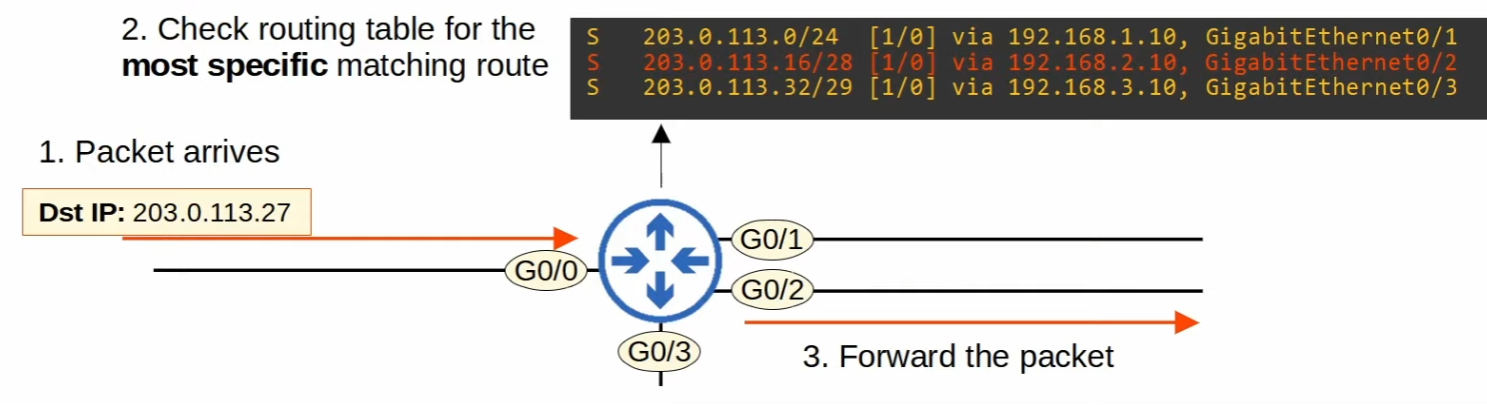 2. Check routing table for the
most specific matching route
S 203.0.113.0/24 [1/0] via 192.168.1.10, GigabitEthernet0/1
S 203.0.113.16/28 [1/0] via 192.168.2.10, GigabitEthernet0/2
S 203.0.113.32/29 [1/0] via 192.168.3.10, GigabitEthernet0/3
1. Packet arrives
Dst IP: 203.0.113.27
G0/1
G0/0
G0/2
G0/3
3. Forward the packet